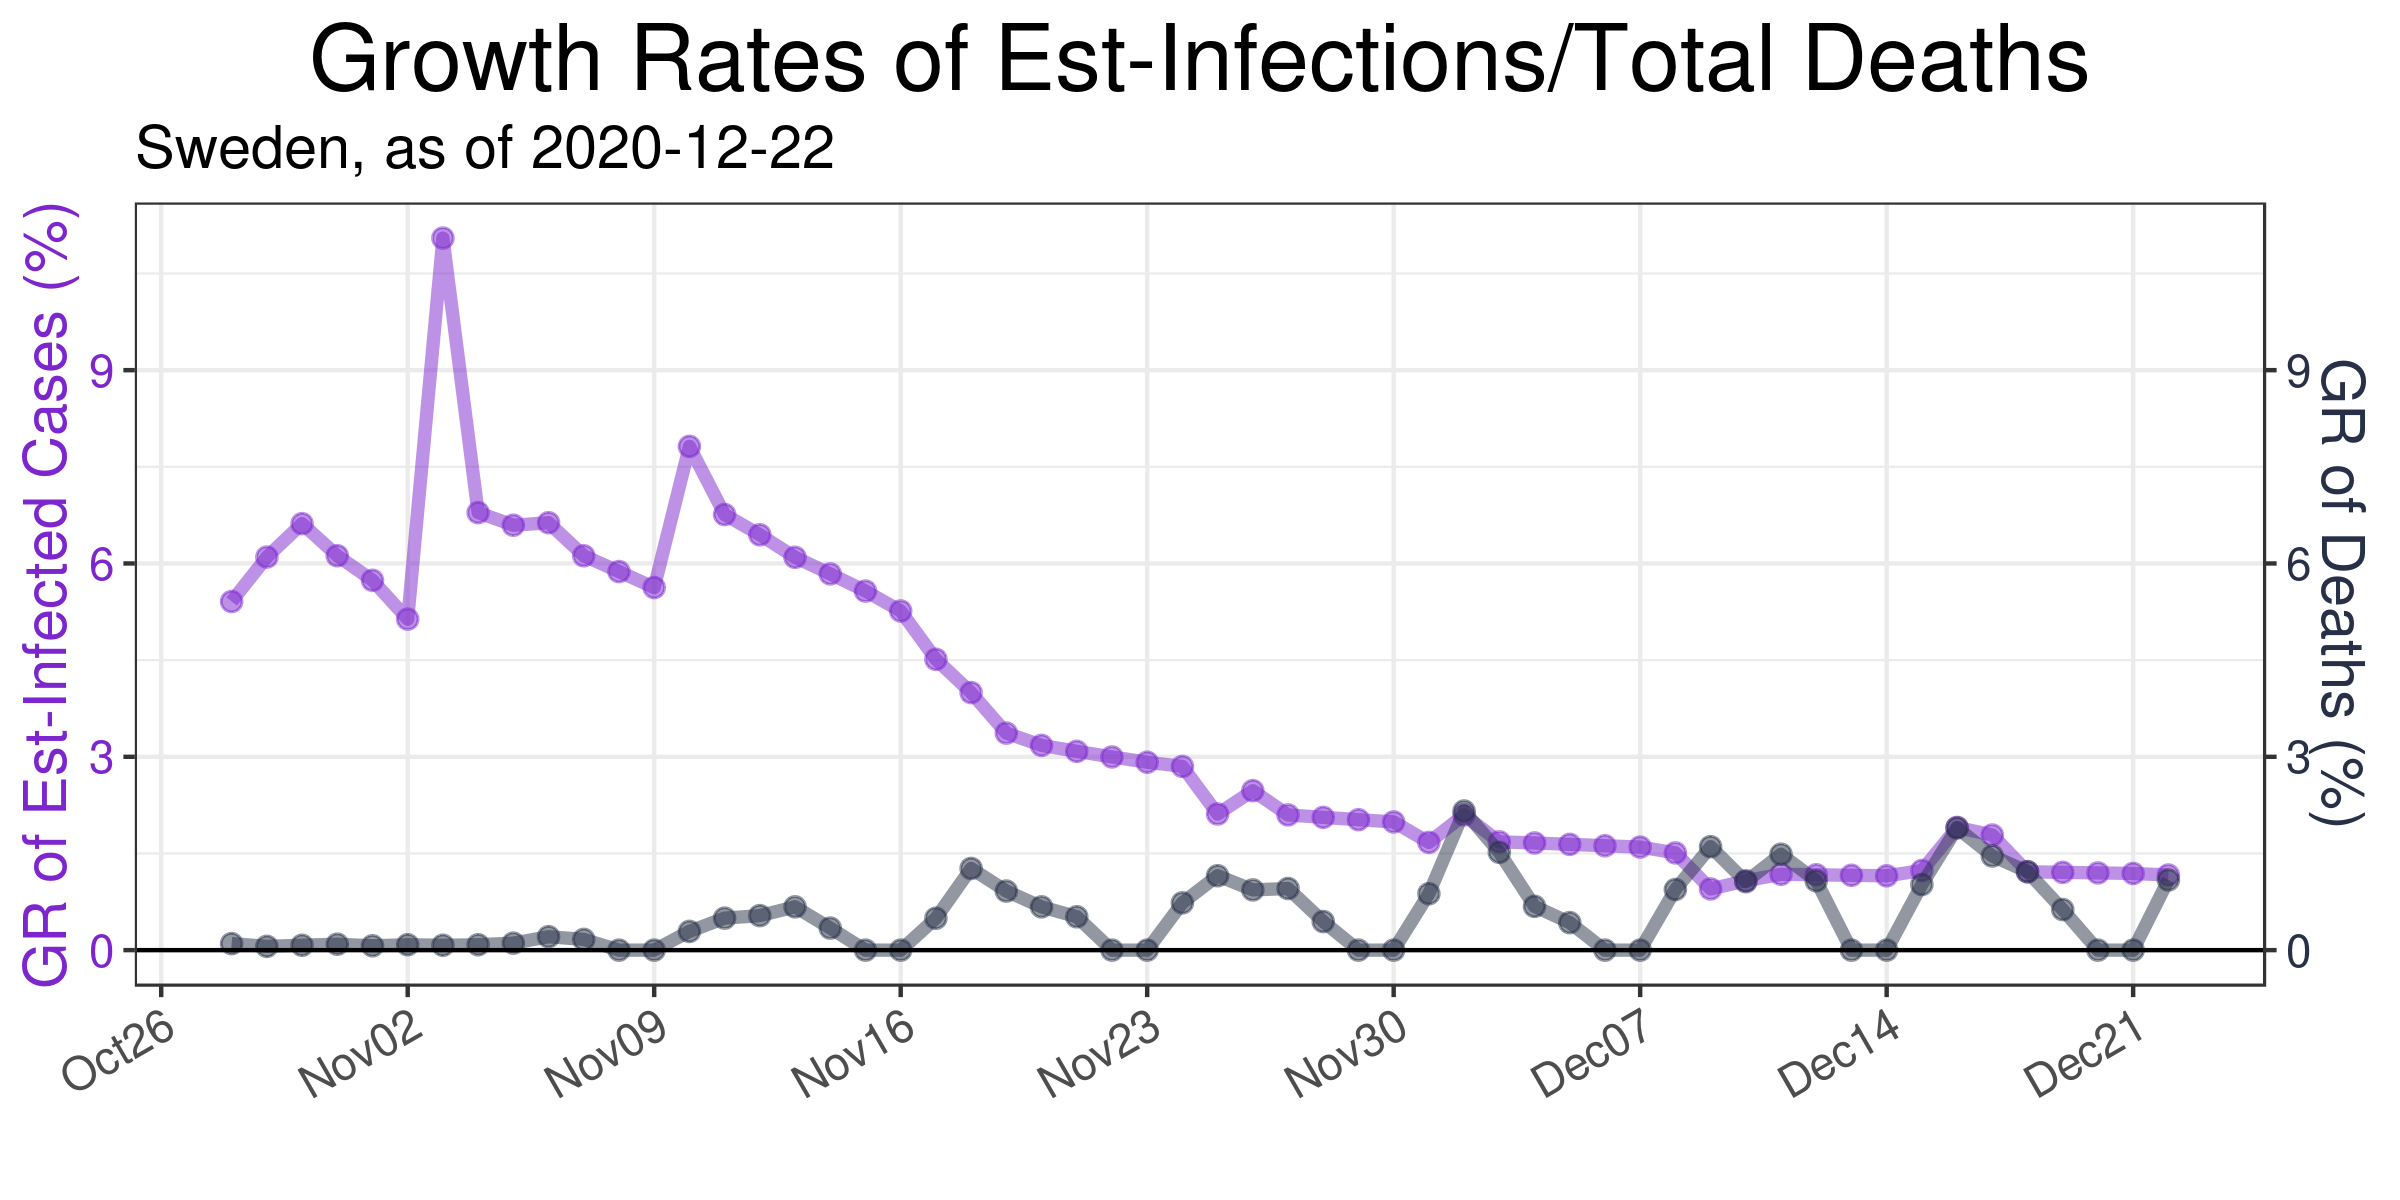 Growth Rates of Est-Infections/Total Deaths
Sweden, as of 2020-12-22
GR of Est-Infected Cases (%)
9
6
3
0
9
6
3
0
GR of Deaths (%)
Oct26
Nov02
Nov09
Nov16
Nov23
Nov30
Dec07
Dec14
Dec21